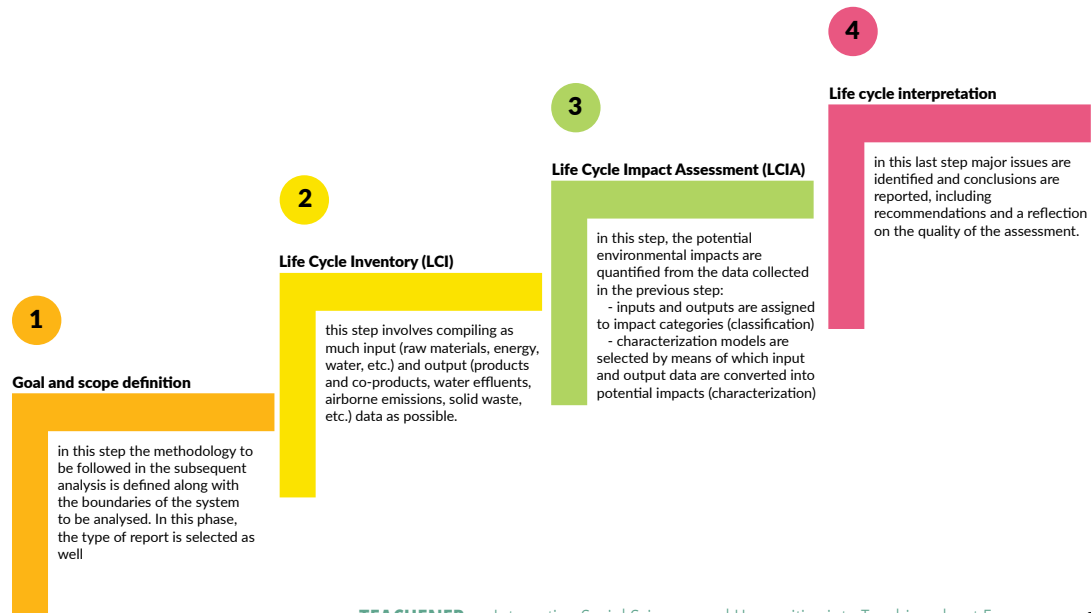 1
Goal and scope definition
in this step the methodology to
be followed in the subsequent
analysis is defined along with
the boundaries of the system
to be analysed. In this phase,
the type of report is selected as
well
2
Life Cycle Inventory (LCI)
this step involves compiling as
much input (raw materials, energy,
water, etc.) and output (products
and co-products, water effluents,
airborne emissions, solid waste,
etc.) data as possible.
3
Life Cycle Impact Assessment (LCIA)
in this step, the potential
environmental impacts are
quantified from the data collected
in the previous step:
- inputs and outputs are assigned
to impact categories (classification)
- characterization models are
selected by means of which input
and output data are converted into
potential impacts (characterization)
4
Life cycle interpretation
in this last step major issues are
identified and conclusions are
reported, including
recommendations and a reflection
on the quality of the assessment.